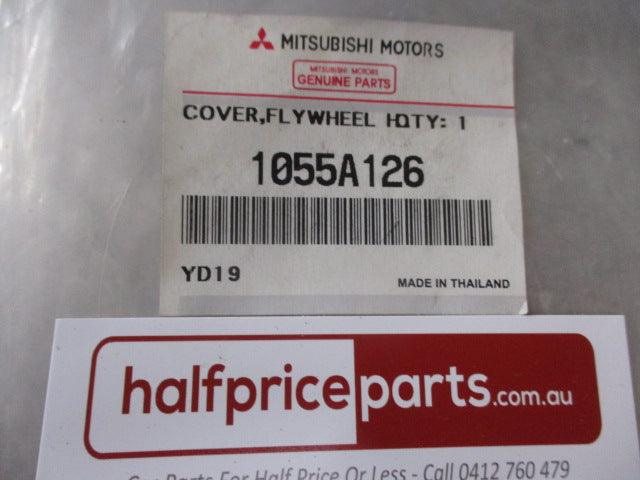 MITSUBISHI MOTORS
MITSUBISHI MOTORS
GENUINE PARTS
COVER,FLYWHEEL HQTY: 1
1055A126
YD19
MADE IN THAILAND
halfpriceparts.com.au
Car Parts For Half Price Or Less - Call 0412 760 479